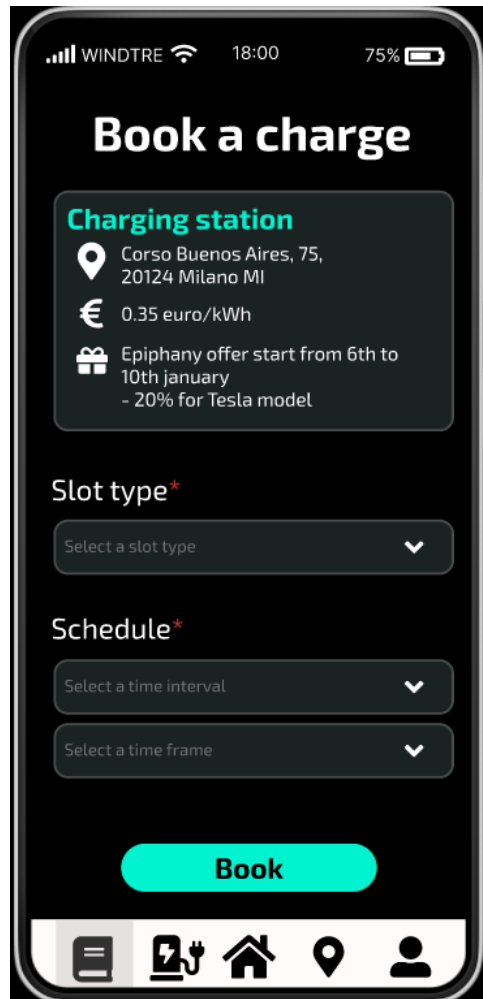 WINDTRE 18:00 75%
Book a charge
Charging station
Corso Buenos Aires, 75,
20124 Milano MI
€ 0.35 euro/kWh
Epiphany offer start from 6th to
10th january
- 20% for Tesla model
Slot type*
Select a slot type
Schedule*
Select a time interval
Select a time frame
Book